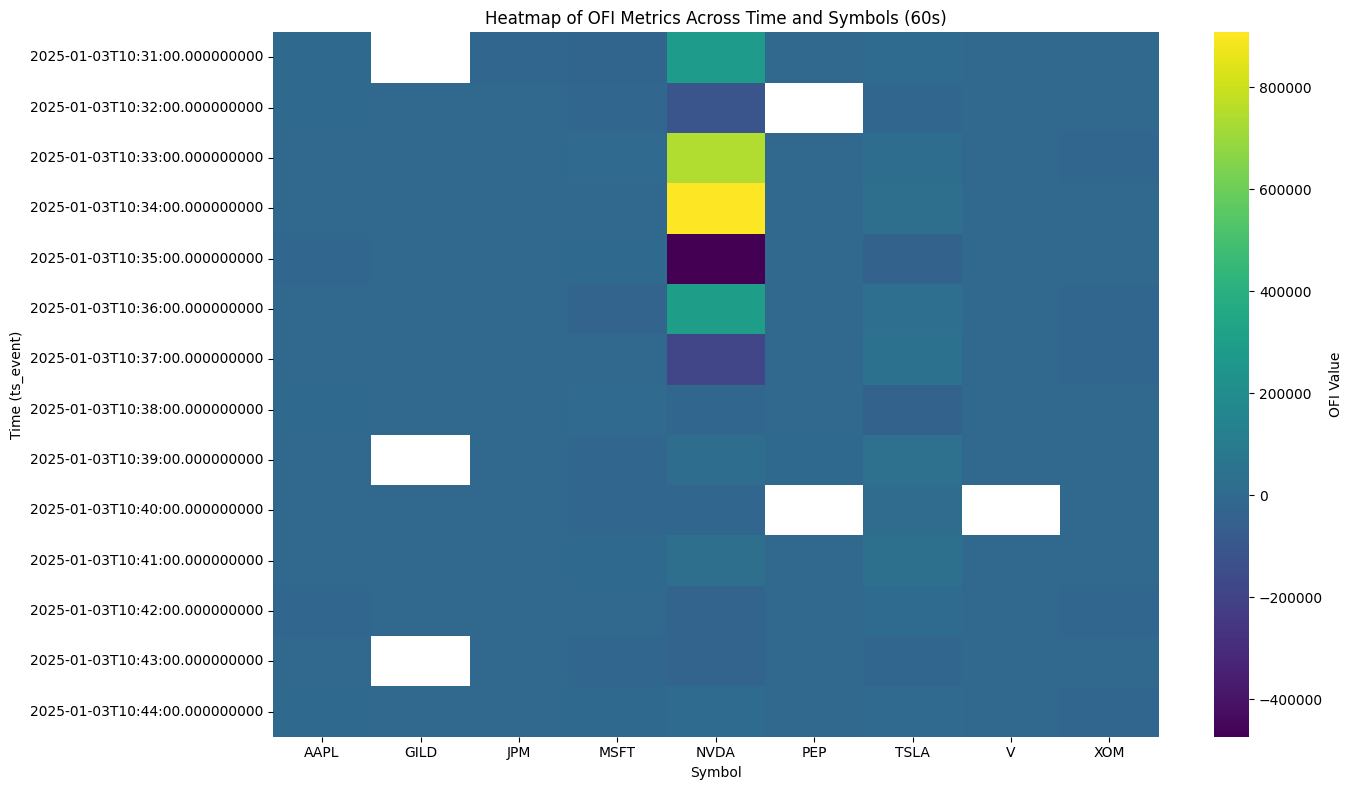 Heatmap of OFI Metrics Across Time and Symbols (60s)
Time (ts_event)
2025-01-03T10:31:00.000000000
2025-01-03T10:32:00.000000000
2025-01-03T10:33:00.000000000
2025-01-03T10:34:00.000000000
2025-01-03T10:35:00.000000000
2025-01-03T10:36:00.000000000
2025-01-03T10:37:00.000000000
2025-01-03T10:38:00.000000000
2025-01-03T10:39:00.000000000
2025-01-03T10:40:00.000000000
2025-01-03T10:41:00.000000000
2025-01-03T10:42:00.000000000
2025-01-03T10:43:00.000000000
2025-01-03T10:44:00.000000000
AAPL GILD JPM MSFT NVDA PEP TSLA V XOM
Symbol
800000
600000
400000
200000
0
−200000
−400000
OFI Value